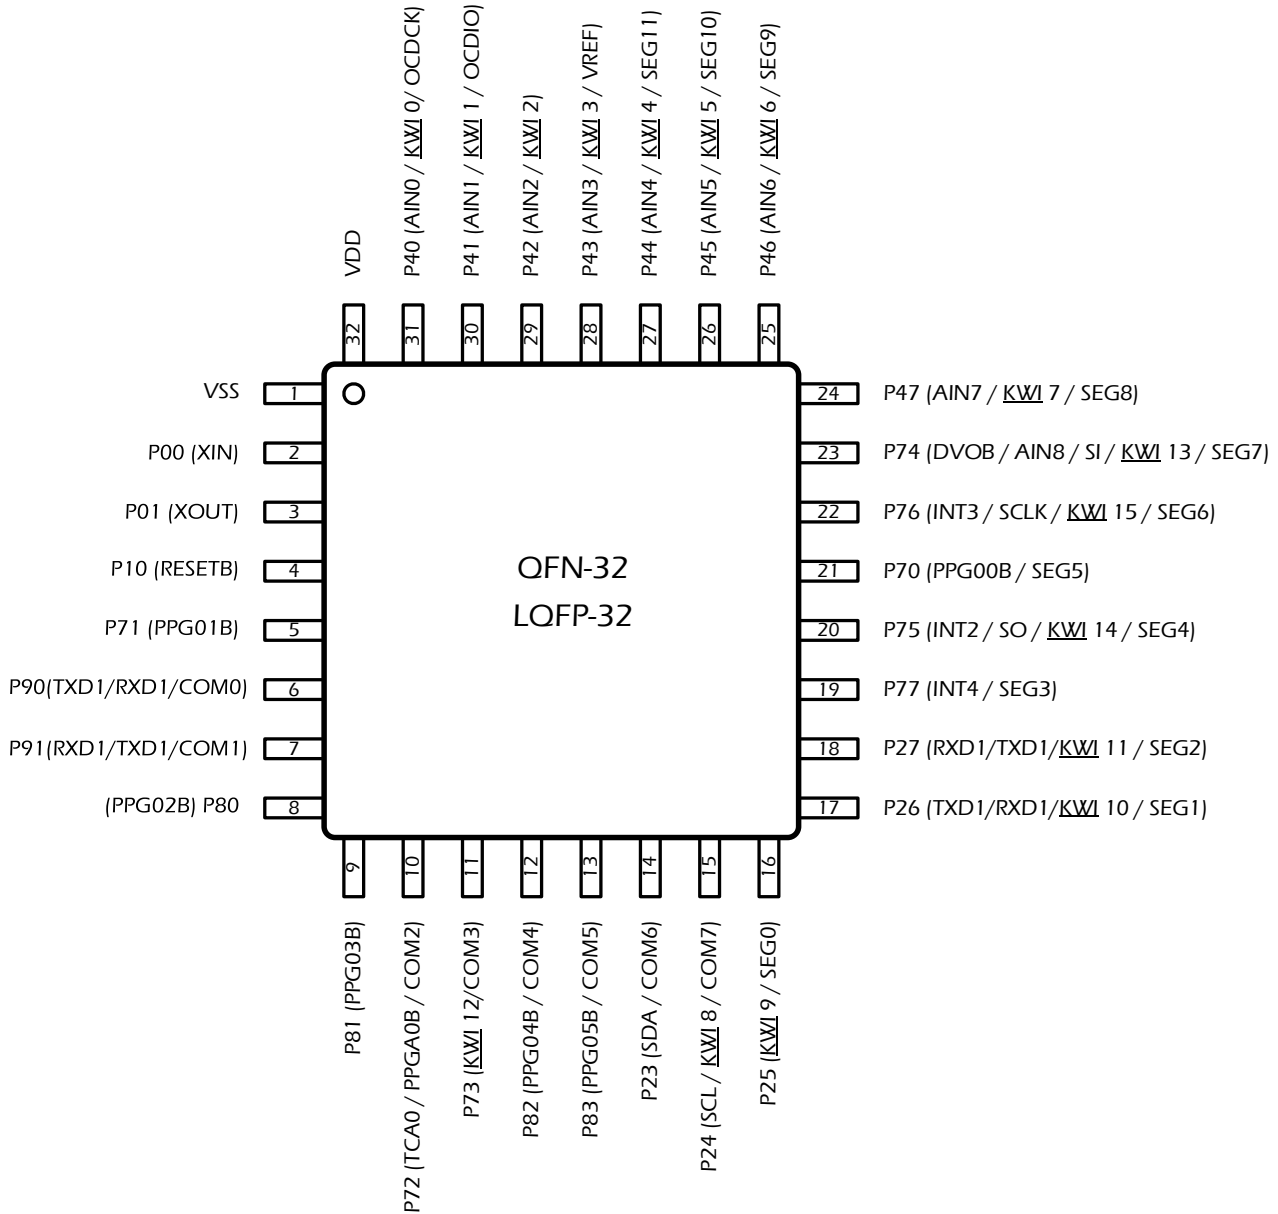 P40 (AIN0 / KWI 0/ OCDCK)
P41 (AIN1 / KWI 1 / OCDIO)
P42 (AIN2 / KWI 2)
P43 (AIN3 / KWI 3 / VREF)
P44 (AIN4 / KWI 4 / SEG11)
P45 (AIN5 / KWI 5 / SEG10)
P46 (AIN6 / KWI 6 / SEG9)
VDD
32
31
30
29
28
27
26
25
VSS
1
P00 (XIN)
2
P01 (XOUT)
3
P10 (RESETB)
4
P71 (PPG01B)
5
P90(TXD1/RXD1/COM0)
6
P91(RXD1/TXD1/COM1)
7
(PPG02B) P80
8
QFN-32
LQFP-32
24
P47 (AIN7 / KWI 7 / SEG8)
23
P74 (DVOB / AIN8 / SI / KWI 13 / SEG7)
22
P76 (INT3 / SCLK / KWI 15 / SEG6)
21
P70 (PPG00B / SEG5)
20
P75 (INT2 / SO / KWI 14 / SEG4)
19
P77 (INT4 / SEG3)
18
P27 (RXD1/TXD1/KWI 11 / SEG2)
17
P26 (TXD1/RXD1/KWI 10 / SEG1)
9
10
11
12
13
14
15
16
P81 (PPG03B)
P72 (TCA0 / PPGA0B / COM2)
P73 (KWI 12/COM3)
P82 (PPG04B / COM4)
P83 (PPG05B / COM5)
P23 (SDA / COM6)
P24 (SCL / KWI 8 / COM7)
P25 (KWI 9 / SEG0)